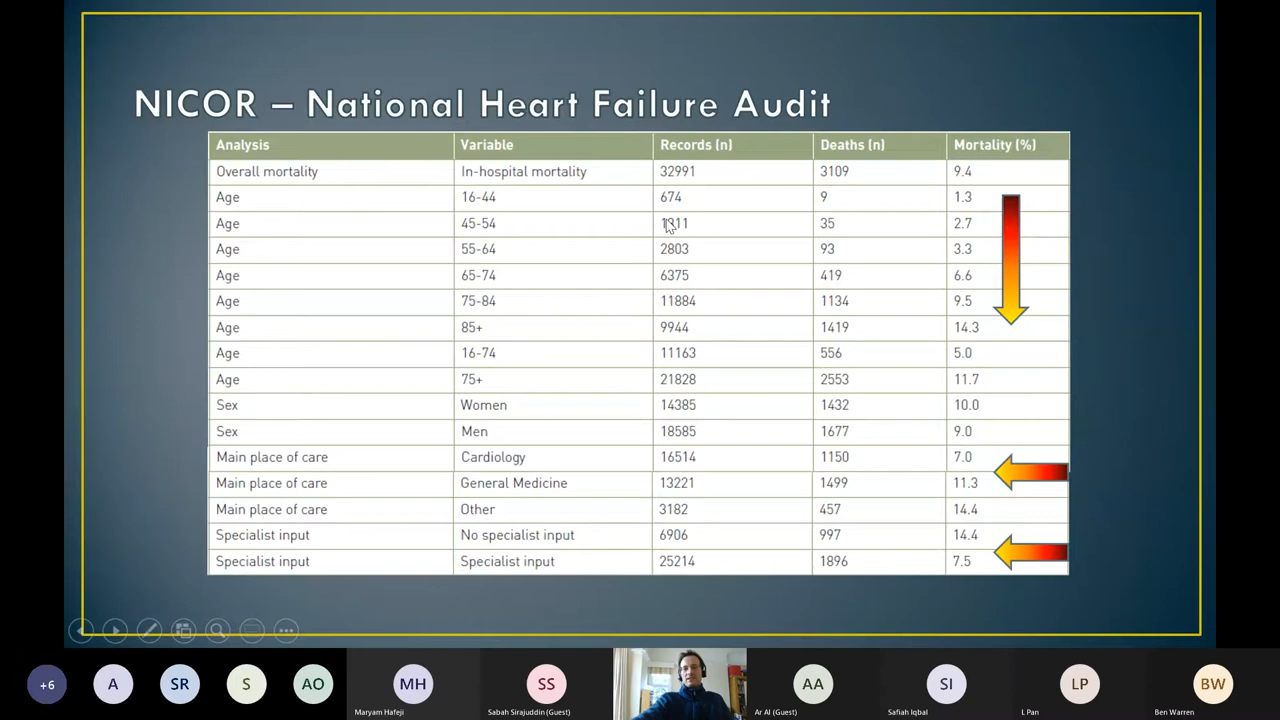 NICOR – National Heart Failure Audit
Analysis Variable Records (n) Deaths (n) Mortality (%)
Overall mortality In-hospital mortality 32991 3109 9.4
Age 16-44 674 9 1.3
Age 45-54 1311 35 2.7
Age 55-64 2803 93 3.3
Age 65-74 6375 419 6.6
Age 75-84 11884 1134 9.5
Age 85+ 9944 1419 14.3
Age 16-74 11163 556 5.0
Age 75+ 21828 2553 11.7
Sex Women 14385 1432 10.0
Sex Men 18585 1677 9.0
Main place of care Cardiology 16514 1150 7.0
Main place of care General Medicine 13221 1499 11.3
Main place of care Other 3182 457 14.4
Specialist input No specialist input 6906 997 14.4
Specialist input Specialist input 25214 1896 7.5
+6 A SR S AO MH SS AA SI LP BW
Maryam Hafeji Sabah Sirajuddin (Guest) Ar Al (Guest) Safiah Iqbal L Pan Ben Warren